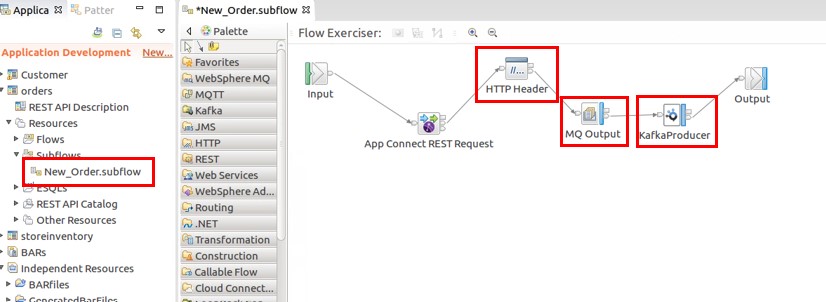 Applica
Patter
Application Development
New...
Customer
orders
REST API Description
Resources
Flows
Subflows
New_Order.subflow
ESQLs
REST API Catalog
Other Resources
storeinventory
BARs
Independent Resources
BARfiles
GeneratedBarFiles
*New_Order.subflow
Palette
Favorites
WebSphere MQ
MQTT
Kafka
JMS
HTTP
REST
Web Services
WebSphere Ad...
Routing
.NET
Transformation
Construction
Callable Flow
Cloud Connect...
Flow Exerciser:
Input
App Connect REST Request
HTTP Header
MQ Output
KafkaProducer
Output